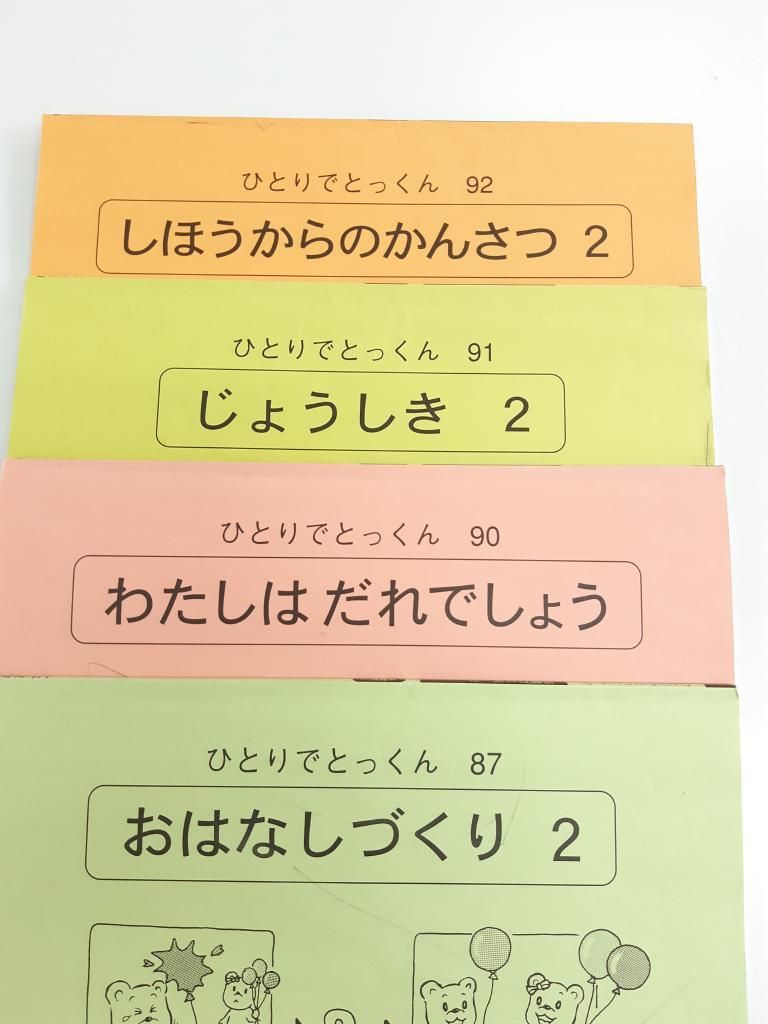 ひとりでとっくん 92
しほうからのかんさつ 2
ひとりでとっくん 91
じょうしき 2
ひとりでとっくん 90
わたしは だれでしょう
ひとりでとっくん 87
おはなしづくり 2